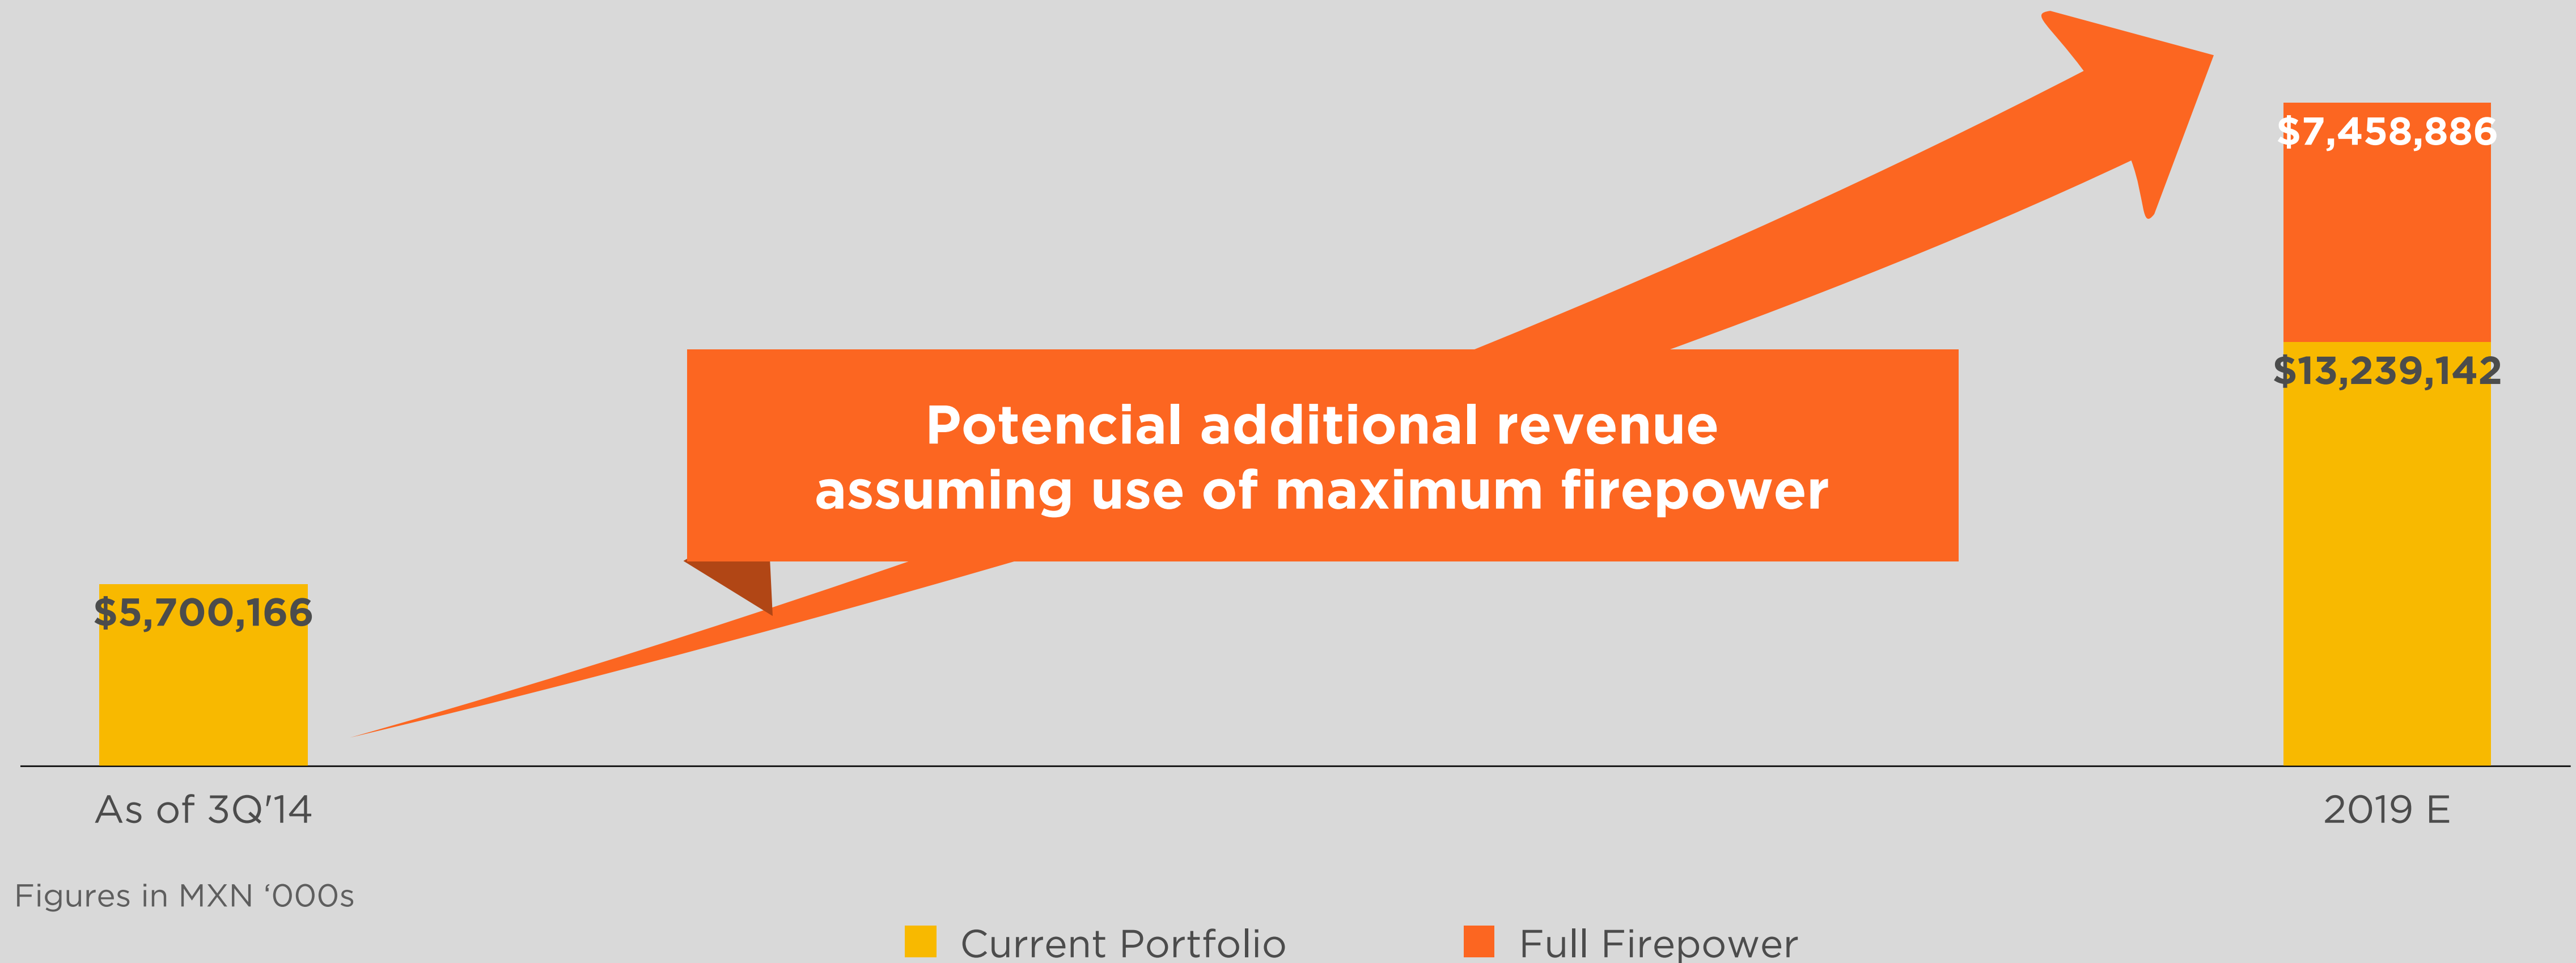 $7,458,886
$13,239,142
Potencial additional revenue
assuming use of maximum firepower
$5,700,166
As of 3Q'14
2019 E
Figures in MXN ‘000s
Current Portfolio
Full Firepower